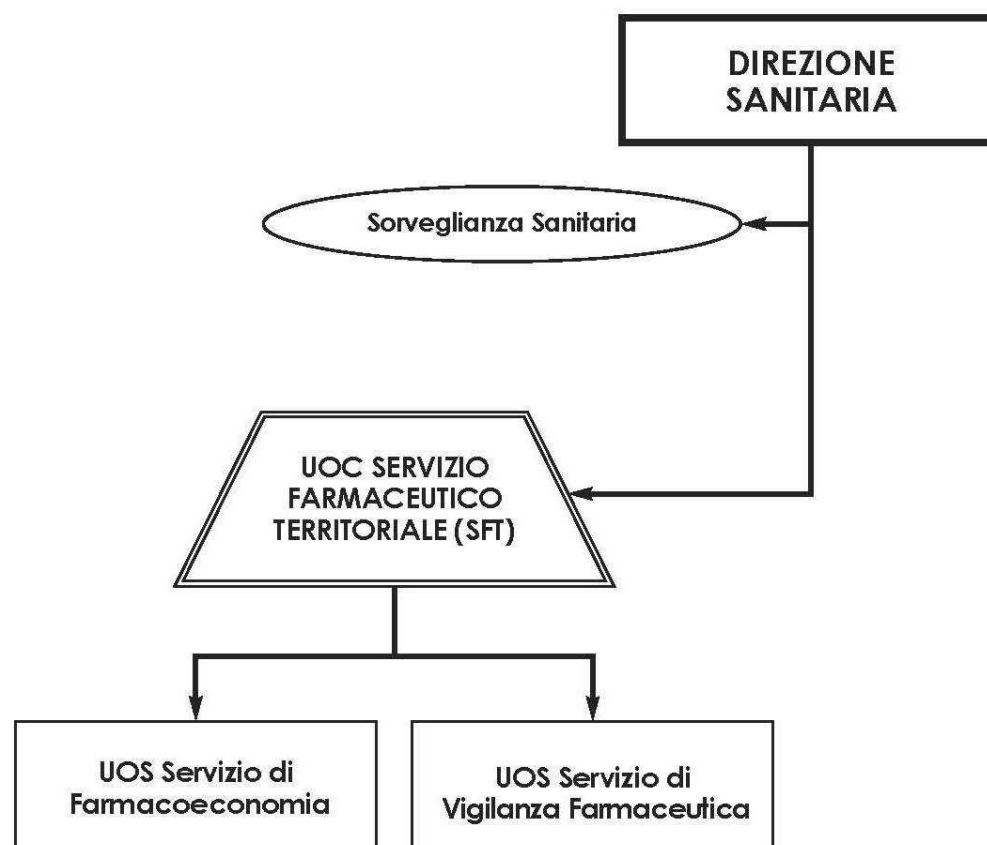 DIREZIONE
SANITARIA
Sorveglianza Sanitaria
UOC SERVIZIO
FARMACEUTICO
TERRITORIALE (SFT)
UOS Servizio di
Farmacoeconomia
UOS Servizio di
Vigilanza Farmaceutica